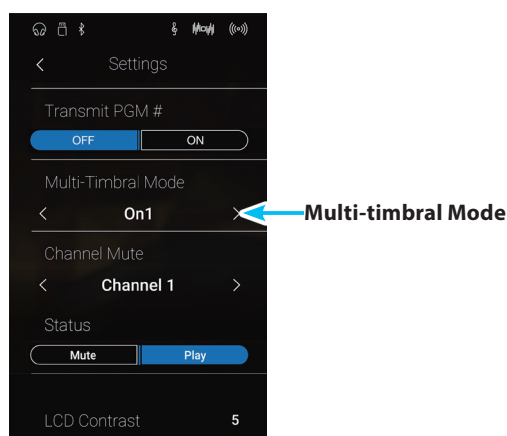 Settings
Transmit PGM #
OFF ON
Multi-Timbral Mode
On1
Multi-timbral Mode
Channel Mute
Channel 1
Status
Mute Play
LCD Contrast 5